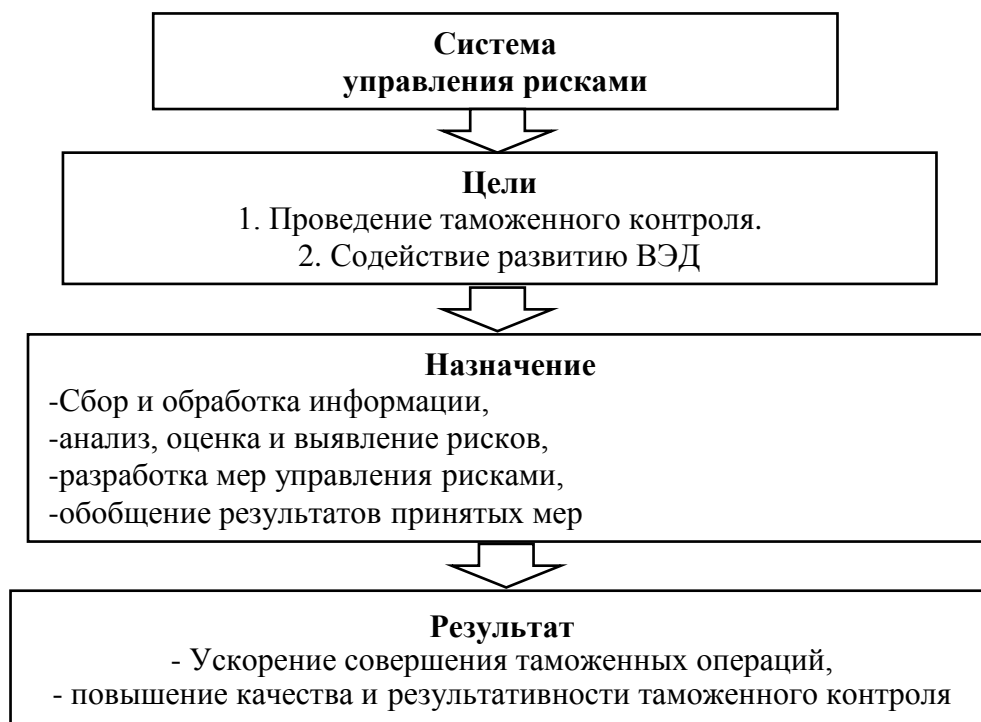 Система
управления рисками
Цели
1. Проведение таможенного контроля.
2. Содействие развитию ВЭД
Назначение
-Сбор и обработка информации,
-анализ, оценка и выявление рисков,
-разработка мер управления рисками,
-обобщение результатов принятых мер
Результат
- Ускорение совершения таможенных операций,
- повышение качества и результативности таможенного контроля